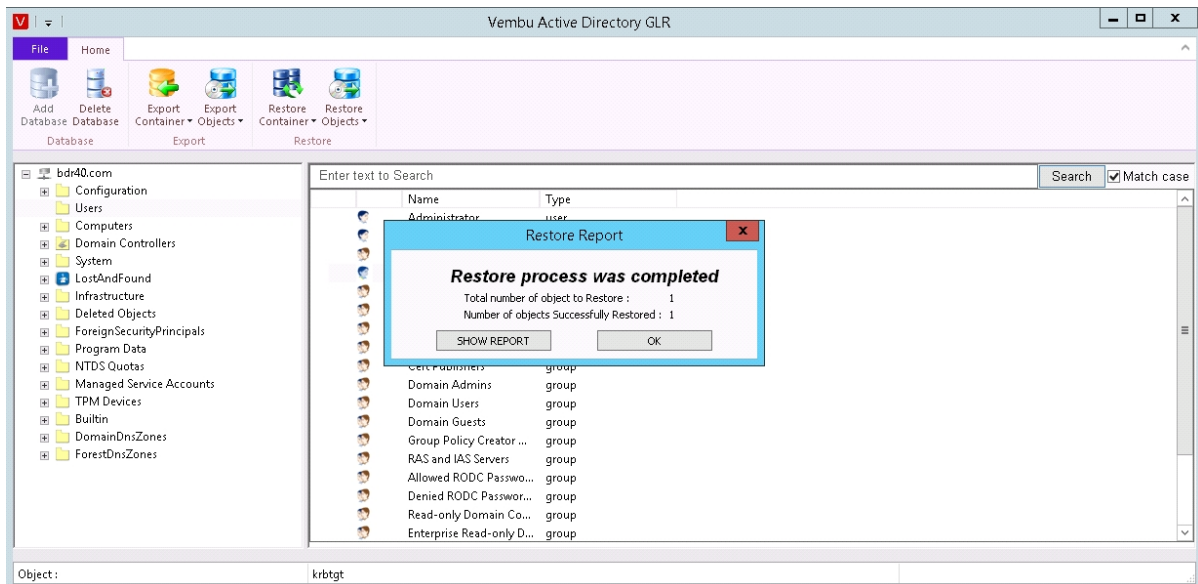 V
Vembu Active Directory GLR
File Home
Add Database
Delete Database
Export Container
Export Objects
Restore Container
Restore Objects
Database Export Restore
bdr40.com
Configuration
Users
Computers
Domain Controllers
System
LostAndFound
Infrastructure
Deleted Objects
ForeignSecurityPrincipals
Program Data
NTDS Quotas
Managed Service Accounts
TPM Devices
Builtin
DomainDnsZones
ForestDnsZones
Enter text to Search Search Match case
Name Type
Administrator user
Restore Report x
Restore process was completed
Total number of object to Restore : 1
Number of objects Successfully Restored : 1
SHOW REPORT OK
Cert Publishers group
Domain Admins group
Domain Users group
Domain Guests group
Group Policy Creator ... group
RAS and IAS Servers group
Allowed RODC Passwo... group
Denied RODC Passwor... group
Read-only Domain Co... group
Enterprise Read-only D... group
Object : krbtgt